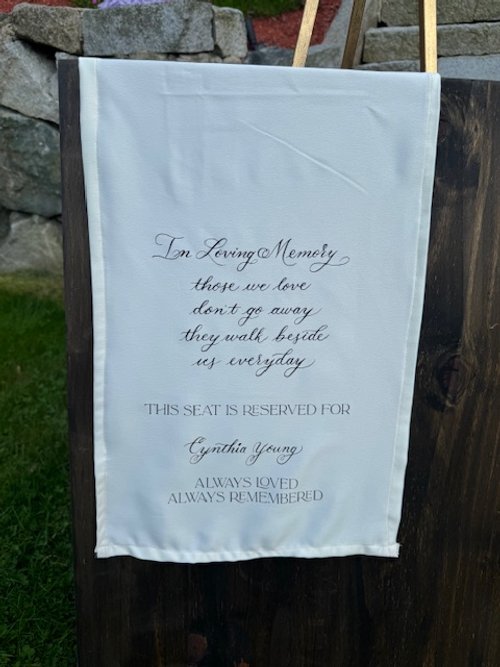 In Loving Memory
those we love
don't go away
they walk beside
us everyday
THIS SEAT IS RESERVED FOR
Cynthia Young
ALWAYS LOVED
ALWAYS REMEMBERED